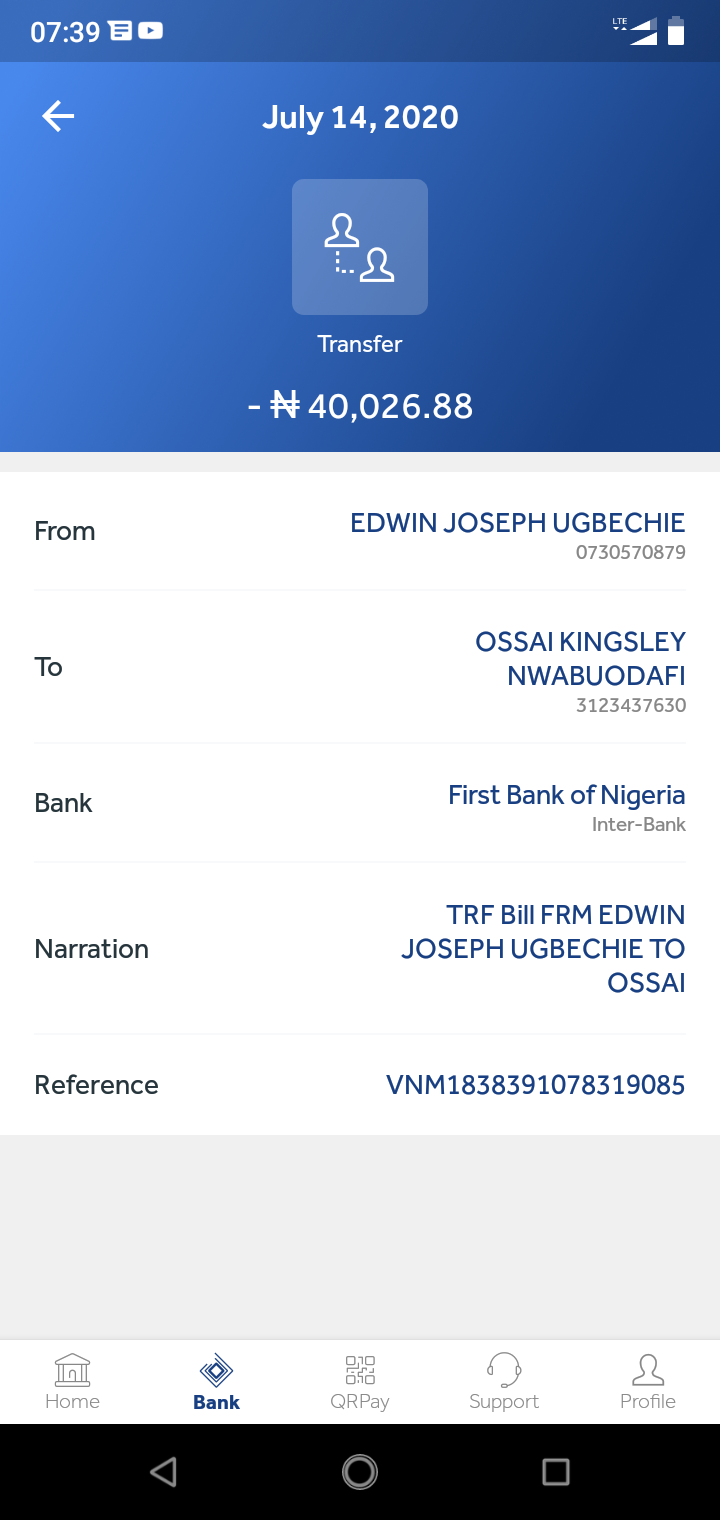 07:39
LTE
July 14, 2020
Transfer
- ₦ 40,026.88
From
EDWIN JOSEPH UGBECHIE
0730570879
To
OSSAI KINGSLEY
NWABUODAFI
3123437630
Bank
First Bank of Nigeria
Inter-Bank
Narration
TRF Bill FRM EDWIN
JOSEPH UGBECHIE TO
OSSAI
Reference
VNM1838391078319085
Home
Bank
QRPay
Support
Profile